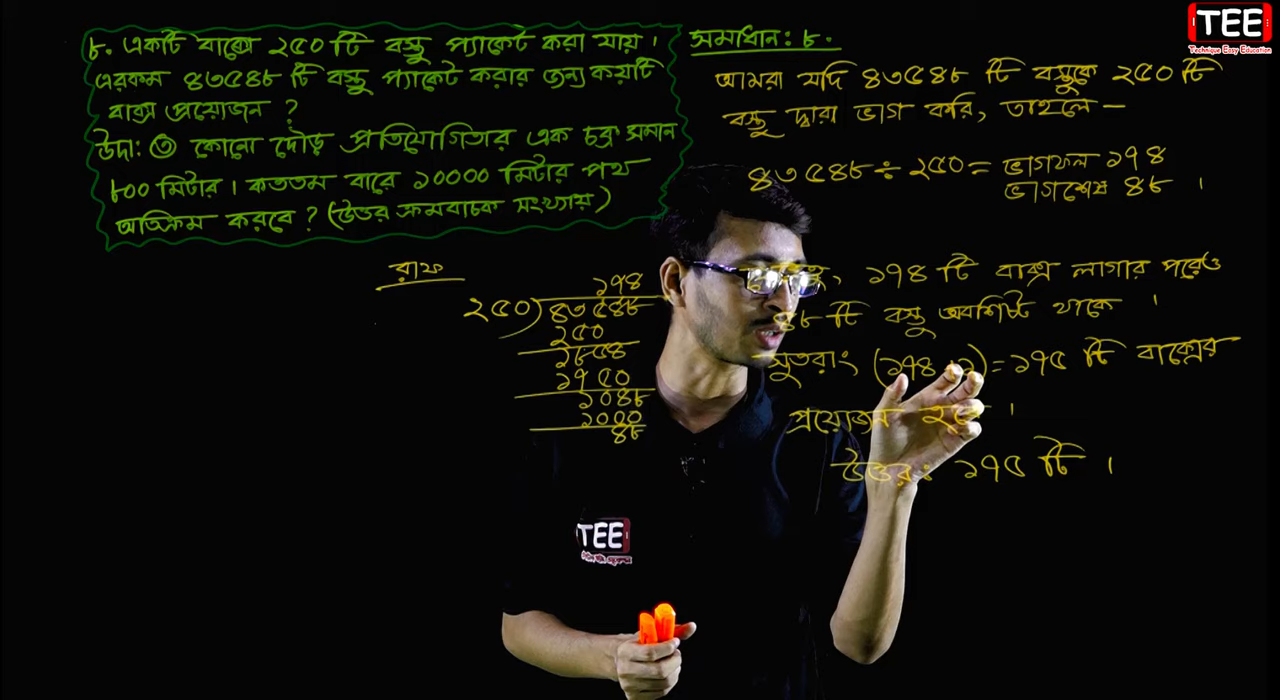 ৮. একটি বাক্সে ২৫০ টি বস্তু প্যাকেট করা যায়।
এরকম ৪৩৫৪৮ টি বস্তু প্যাকেট করার জন্য কয়টি
বাক্স প্রয়োজন ?
উদা: ৩ কোনো দৌড় প্রতিযোগিতার এক চক্র সমান
৮০০ মিটার। কততম বারে ১০০০০ মিটার পথ
অতিক্রম করবে ? (উত্তর ক্রমবাচক সংখ্যায়)
সমাধান: ৮.
আমরা যদি ৪৩৫৪৮ টি বস্তুকে ২৫০ টি
বস্তু দ্বারা ভাগ করি, তাহলে —
৪৩৫৪৮ ÷ ২৫০ = ভাগফল ১৭৪
ভাগশেষ ৪৮ ।
, ১৭৪ টি বাক্স লাগার পরেও
৪৮ টি বস্তু অবশিষ্ট থাকে ।
সুতরাং (১৭৪ + ১) = ১৭৫ টি বাক্সের
প্রয়োজন ।
উত্তর: ১৭৫ টি ।
রাফ
১৭৪
২৫০) ৪৩৫৪৮
২৫০
১৮৫৪
১৭৫০
১০৪৮
১০০০
৪৮
TEE
Technique Easy Education
TEE